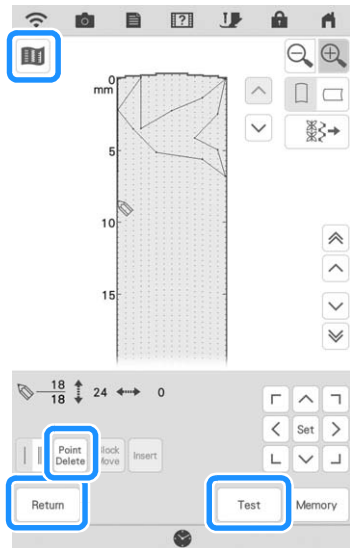 0
mm
5
10
15
18
18
24
0
Point
Delete
Block
Move
Insert
Set
Return
Test
Memory